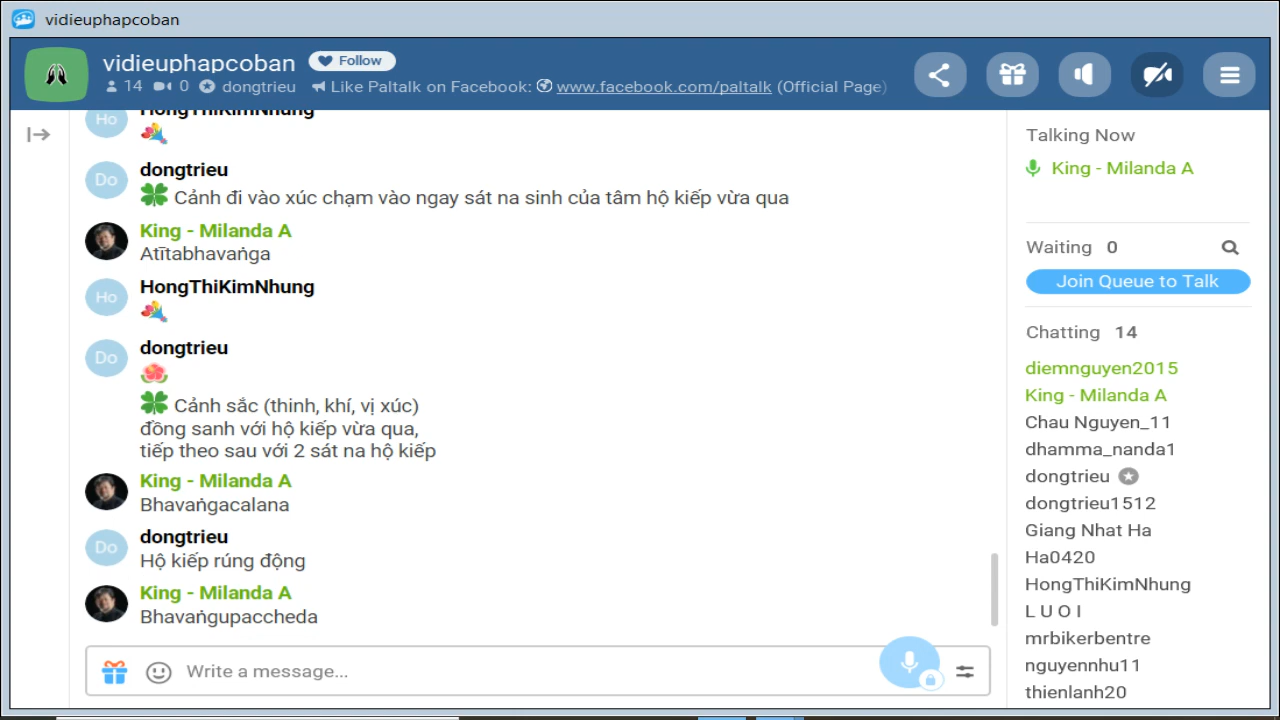 vidieuphapcoban
vidieuphapcoban
Follow
14 0 dongtrieu Like Paltalk on Facebook: www.facebook.com/paltalk (Official Page)
Ho HongThiKimNhung
Do dongtrieu
Cảnh đi vào xúc chạm vào ngay sát na sinh của tâm hộ kiếp vừa qua
King - Milanda A
Atītabhavaṅga
Ho HongThiKimNhung
Do dongtrieu
Cảnh sắc (thinh, khí, vị xúc)
đồng sanh với hộ kiếp vừa qua,
tiếp theo sau với 2 sát na hộ kiếp
King - Milanda A
Bhavaṅgacalana
Do dongtrieu
Hộ kiếp rúng động
King - Milanda A
Bhavaṅgupaccheda
Write a message...
Talking Now
King - Milanda A
Waiting 0
Join Queue to Talk
Chatting 14
diemnguyen2015
King - Milanda A
Chau Nguyen_11
dhamma_nanda1
dongtrieu
dongtrieu1512
Giang Nhat Ha
Ha0420
HongThiKimNhung
L U O I
mrbikerbentre
nguyennhu11
thienlanh20